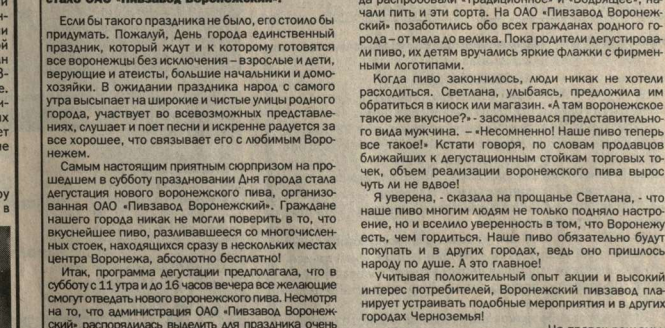 стало ОАО «Пивзавод Воронежский».
Если бы такого праздника не было, его стоило бы
придумать. Пожалуй, День города единственный
праздник, который ждут и к которому готовятся
все воронежцы без исключения – взрослые и дети,
верующие и атеисты, большие начальники и домо-
хозяйки. В ожидании праздника народ с самого
утра высыпает на широкие и чистые улицы родного
города, участвует во всевозможных представле-
ниях, слушает и поет песни и искренне радуется за
все хорошее, что связывает его с любимым Воро-
нежем.
Самым настоящим приятным сюрпризом на про-
шедшем в субботу праздновании Дня города стала
дегустация нового воронежского пива, организо-
ванная ОАО «Пивзавод Воронежский». Граждане
нашего города никак не могли поверить в то, что
вкуснейшее пиво, разливавшееся со многочислен-
ных стоек, находящихся сразу в нескольких местах
центра Воронежа, абсолютно бесплатно!
Итак, программа дегустации предполагала, что в
субботу с 11 утра и до 16 часов вечера все желающие
смогут отведать нового воронежского пива. Несмотря
на то, что администрация ОАО «Пивзавод Воронеж-
ский» распорядилась выделить для праздника очень
да распробовали «Традиционное» и «Бодрящее», на-
чали пить и эти сорта. На ОАО «Пивзавод Воронеж-
ский» позаботились обо всех гражданах родного го-
рода – от мала до велика. Пока родители дегустирова-
ли пиво, их детям вручались яркие флажки с фирмен-
ными логотипами.
Когда пиво закончилось, люди никак не хотели
расходиться. Светлана, улыбаясь, предложила им
обратиться в киоск или магазин. «А там воронежское
такое же вкусное?» - засомневался представительно-
го вида мужчина. – «Несомненно! Наше пиво теперь
все такое!» Кстати говоря, по словам продавцов
ближайших к дегустационным стойкам торговых то-
чек, объем реализации воронежского пива вырос
чуть ли не вдвое!
Я уверена, - сказала на прощанье Светлана, - что
наше пиво многим людям не только подняло настро-
ение, но и вселило уверенность в том, что Воронежу
есть, чем гордиться. Наше пиво обязательно будут
покупать и в других городах, ведь оно пришлось
народу по душе. А это главное!
Учитывая положительный опыт акции и высокий
интерес потребителей, Воронежский пивзавод пла-
нирует устраивать подобные мероприятия и в других
городах Черноземья!